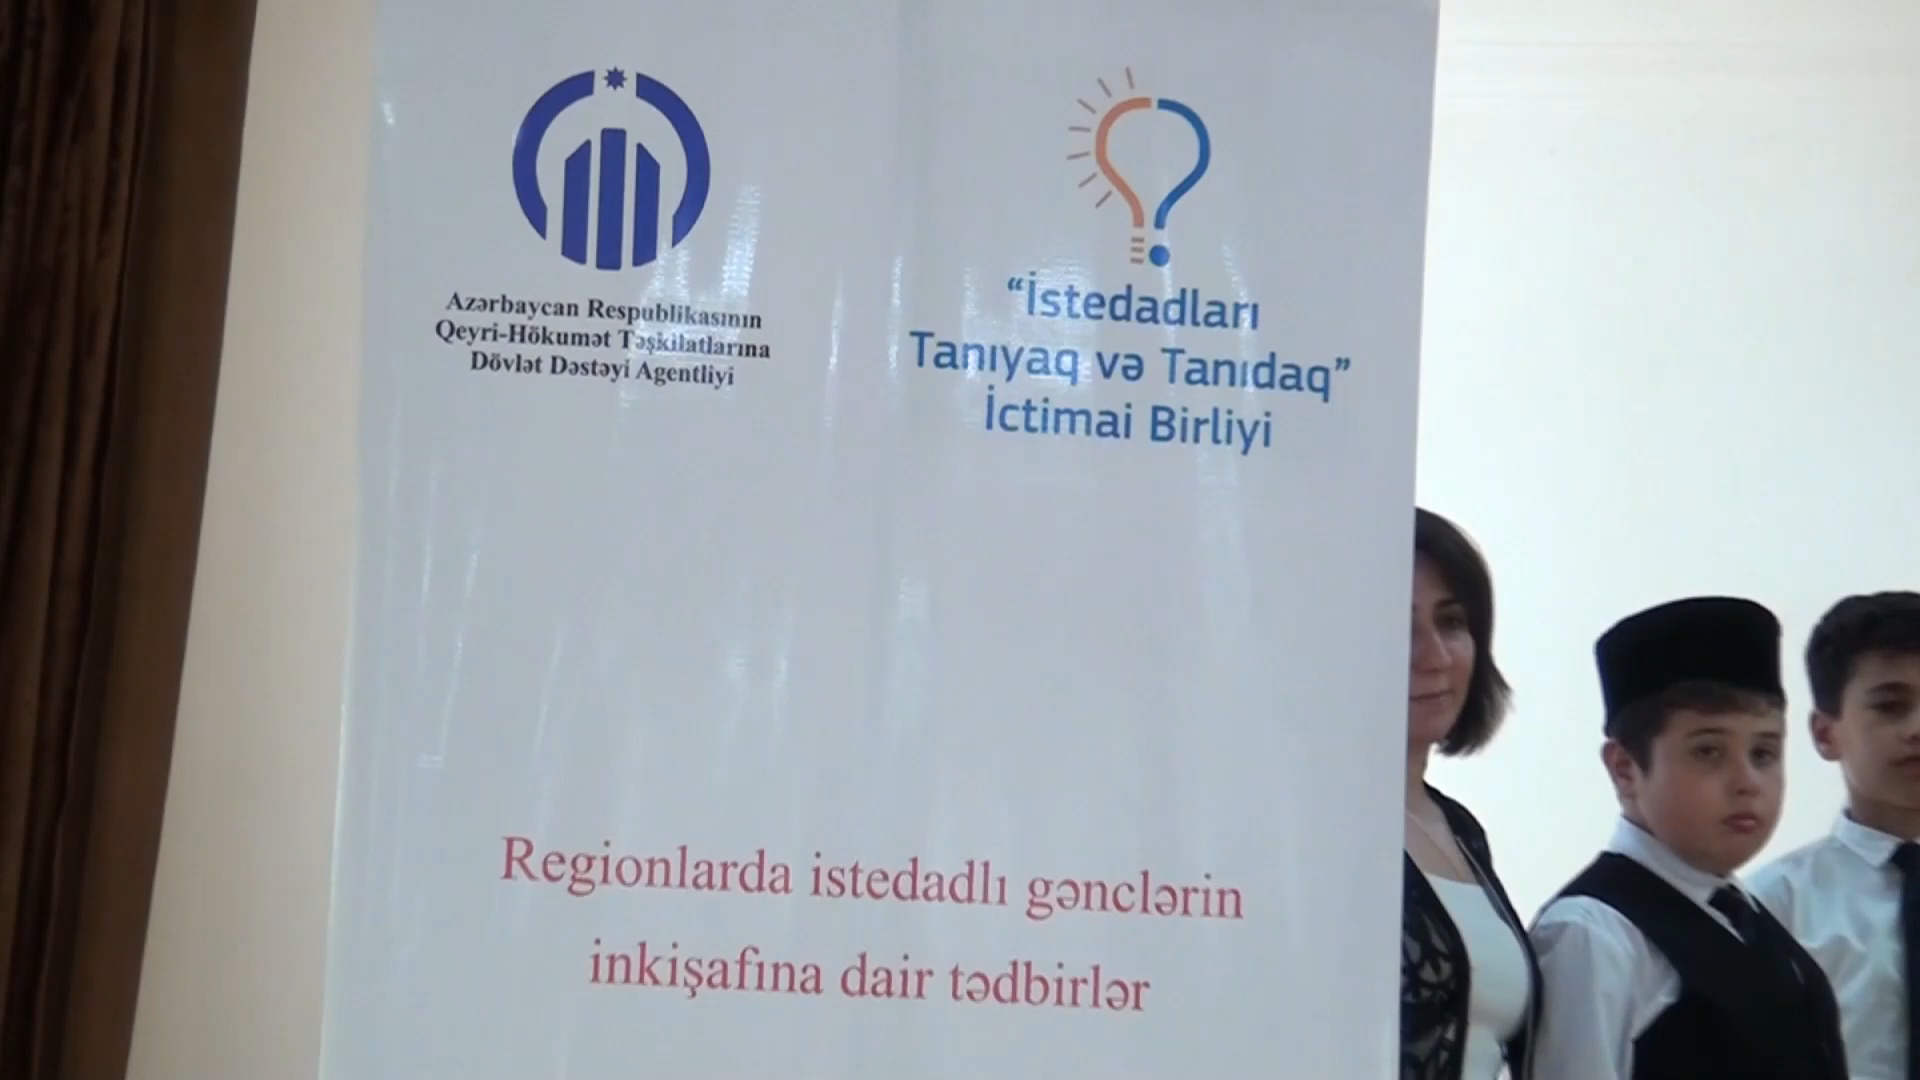 Azərbaycan Respublikasının
Qeyri-Hökumət Təşkilatlarına
Dövlət Dəstəyi Agentliyi
“İstedadları
Tanıyaq və Tanıdaq”
İctimai Birliyi
Regionlarda istedadlı gənclərin
inkişafına dair tədbirlər